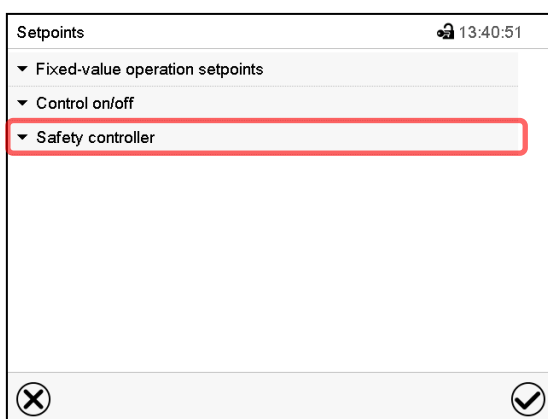 Setpoints 13:40:51
Fixed-value operation setpoints
Control on/off
Safety controller